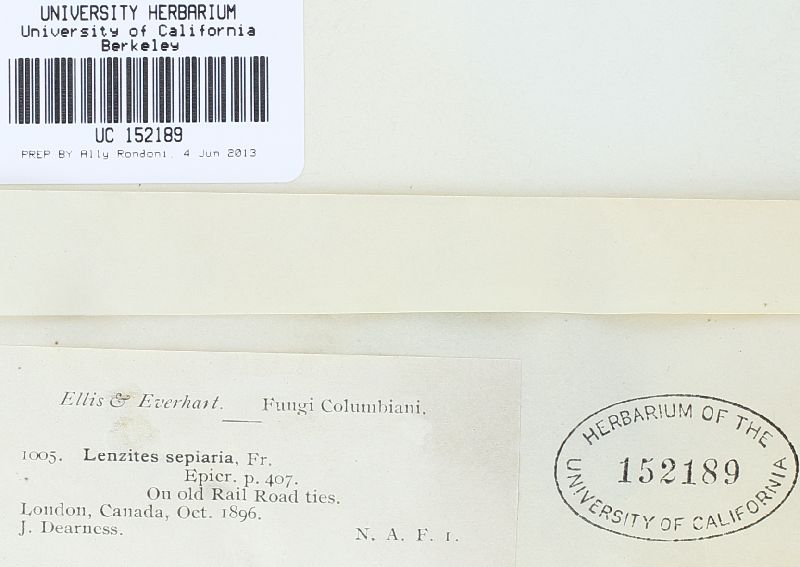 UNIVERSITY HERBARIUM
University of California
Berkeley
UC 152189
PREP BY Ally Rondoni, 4 Jun 2013
Ellis & Everhart. Fungi Columbiani.
1005. Lenzites sepiaria, Fr.
Epicr. p. 407.
On old Rail Road ties.
London, Canada, Oct. 1896.
J. Dearness. N. A. F. 1.
HERBARIUM OF THE
152189
UNIVERSITY OF CALIFORNIA